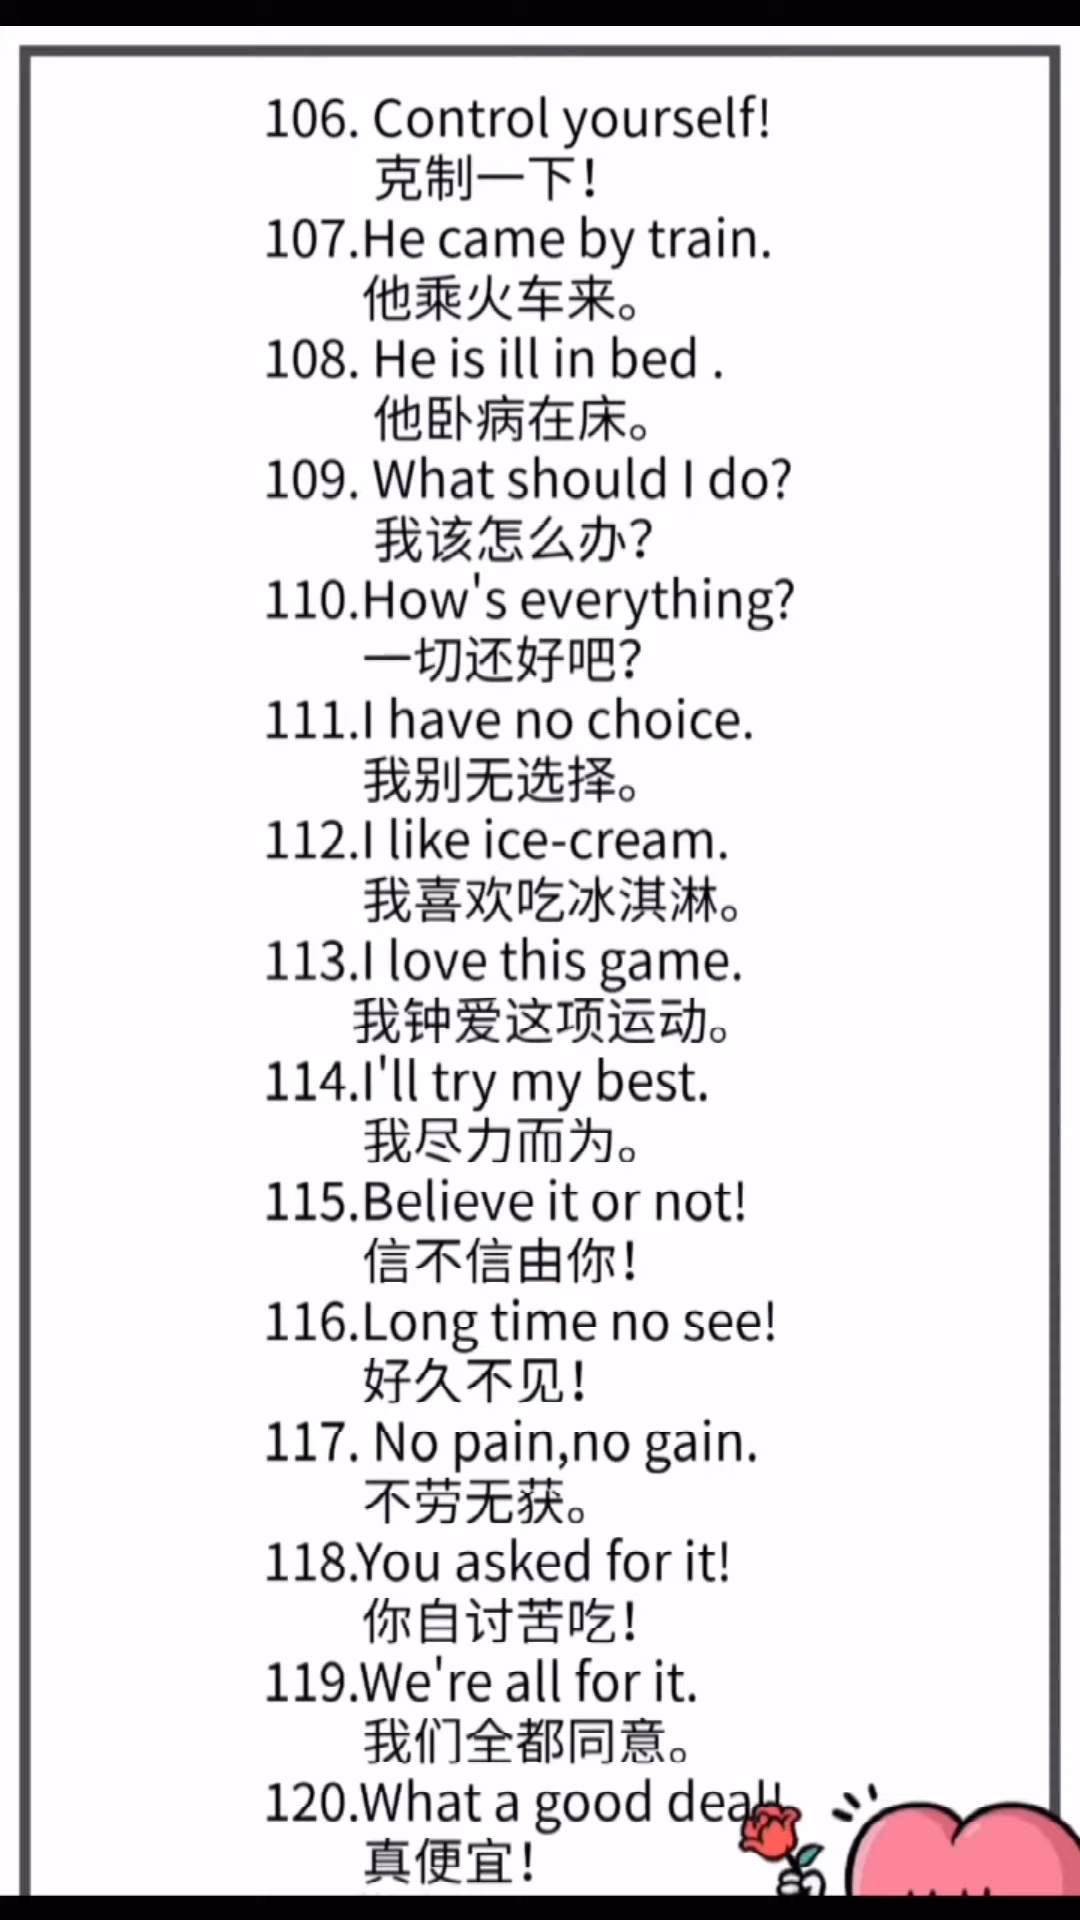 106. Control yourself!
克制一下！
107.He came by train.
他乘火车来。
108. He is ill in bed .
他卧病在床。
109. What should I do?
我该怎么办？
110.How's everything?
一切还好吧？
111.I have no choice.
我别无选择。
112.I like ice-cream.
我喜欢吃冰淇淋。
113.I love this game.
我钟爱这项运动。
114.I'll try my best.
我尽力而为。
115.Believe it or not!
信不信由你！
116.Long time no see!
好久不见！
117. No pain,no gain.
不劳无获。
118.You asked for it!
你自讨苦吃！
119.We're all for it.
我们全都同意。
120.What a good deal!
真便宜！